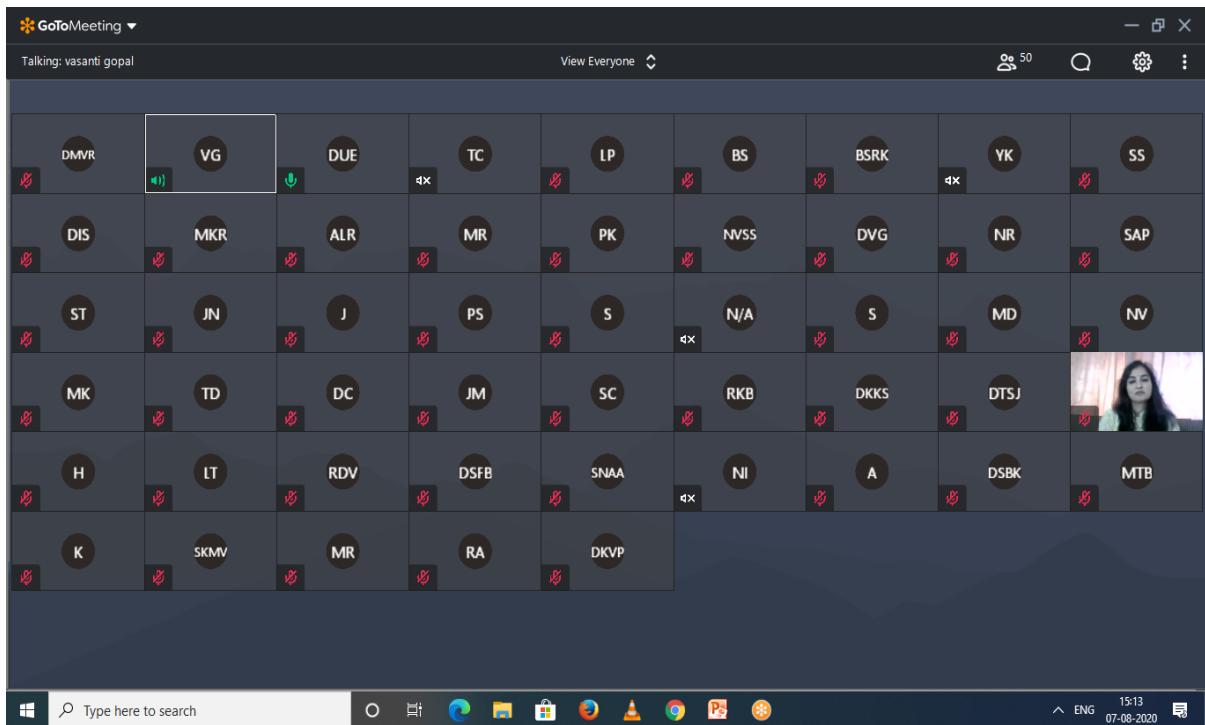 GoToMeeting
Talking: vasanti gopal
View Everyone
50
DMVR VG DUE TC LP BS BSRK YK SS
DIS MKR ALR MR PK NVSS DVG NR SAP
ST JN J PS S N/A S MD NV
MK TD DC JM SC RKB DKKS DTSJ
H LT RDV DSFB SNAA NI A DSBK MTB
K SKMV MR RA DKVP
Type here to search
ENG
15:13
07-08-2020